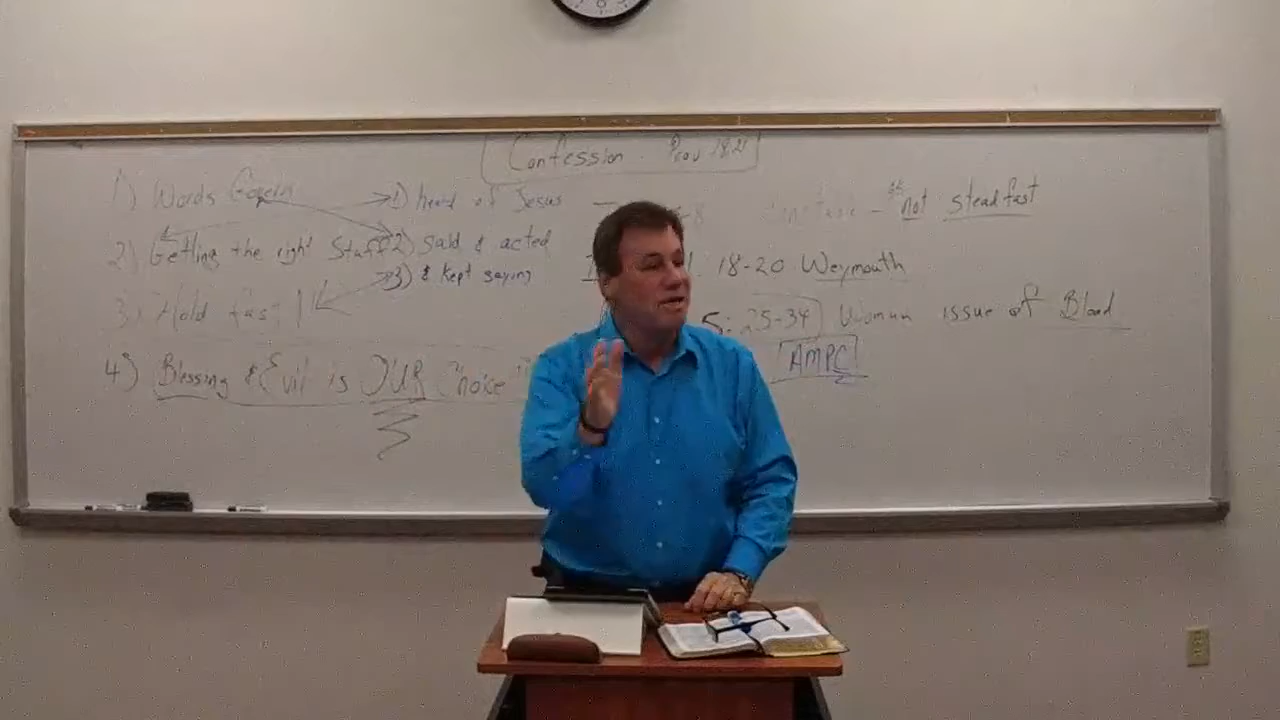 Confession Prov 18:21
1) Words Govern
1) heard of Jesus
not steadfast
2) Getting the right Stuff
2) said & acted
18-20 Weymouth
3) & kept saying
3) Hold fast
5: 25-34 Woman issue of Blood
4) Blessing & Evil is OUR Choice
AMPC